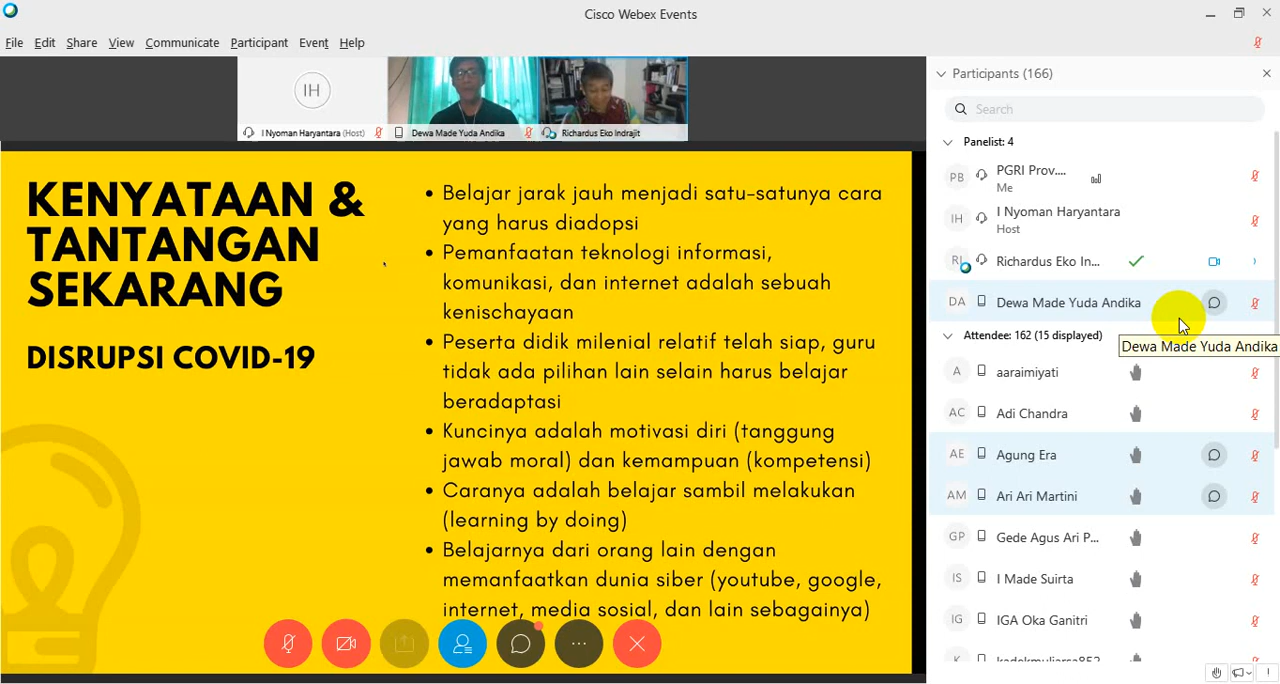 Cisco Webex Events
File Edit Share View Communicate Participant Event Help
IH
I Nyoman Haryantara (Host)
Dewa Made Yuda Andika
Richardus Eko Indrajit
KENYATAAN &
TANTANGAN
SEKARANG
DISRUPSI COVID-19
• Belajar jarak jauh menjadi satu-satunya cara
yang harus diadopsi
• Pemanfaatan teknologi informasi,
komunikasi, dan internet adalah sebuah
kenischayaan
• Peserta didik milenial relatif telah siap, guru
tidak ada pilihan lain selain harus belajar
beradaptasi
• Kuncinya adalah motivasi diri (tanggung
jawab moral) dan kemampuan (kompetensi)
• Caranya adalah belajar sambil melakukan
(learning by doing)
• Belajarnya dari orang lain dengan
memanfaatkan dunia siber (youtube, google,
internet, media sosial, dan lain sebagainya)
Participants (166)
Search
Panelist: 4
PB PGRI Prov....
Me
IH I Nyoman Haryantara
Host
RI Richardus Eko In...
DA Dewa Made Yuda Andika
Attendee: 162 (15 displayed)
Dewa Made Yuda Andika
A aaraimiyati
AC Adi Chandra
AE Agung Era
AM Ari Ari Martini
GP Gede Agus Ari P...
IS I Made Suirta
IG IGA Oka Ganitri
K kadekmuliarsa852